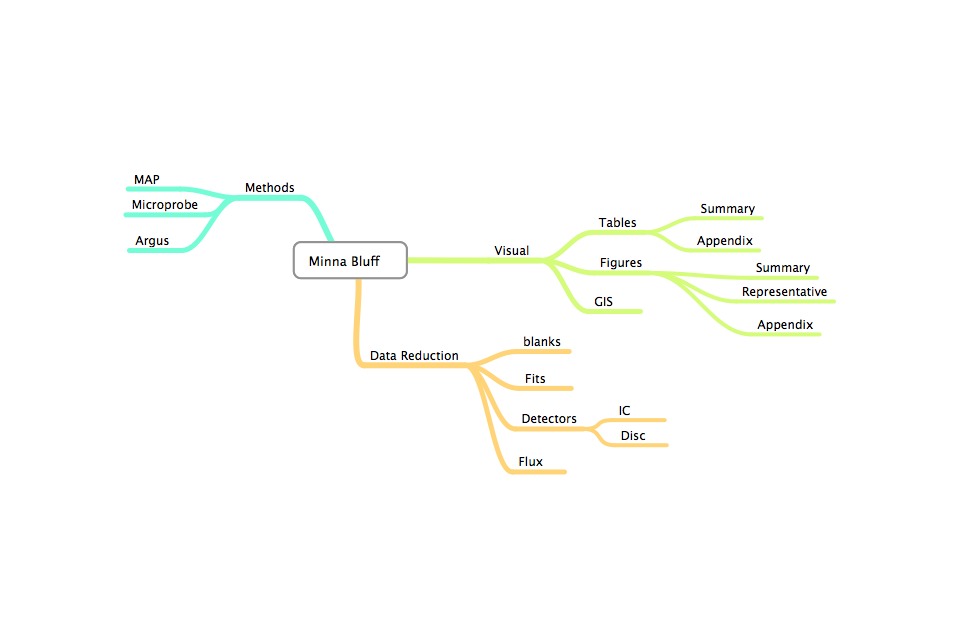 Minna Bluff
Methods
MAP
Microprobe
Argus
Visual
Tables
Summary
Appendix
Figures
Summary
Representative
Appendix
GIS
Data Reduction
blanks
Fits
Detectors
IC
Disc
Flux